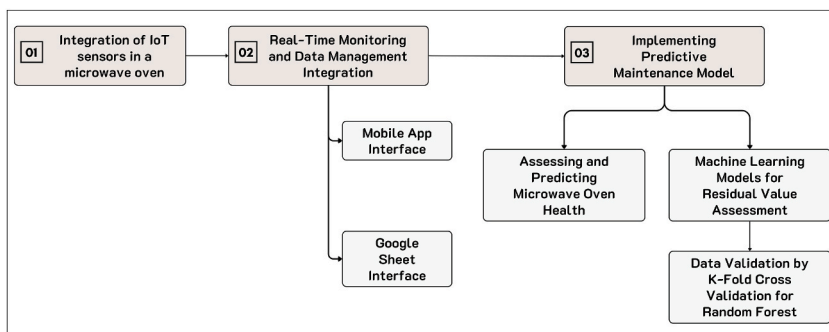 01
Integration of IoT
sensors in a
microwave oven
02
Real-Time Monitoring
and Data Management
Integration
03
Implementing
Predictive
Maintenance Model
Mobile App
Interface
Google
Sheet
Interface
Assessing and
Predicting
Microwave Oven
Health
Machine Learning
Models for
Residual Value
Assessment
Data Validation by
K-Fold Cross
Validation for
Random Forest